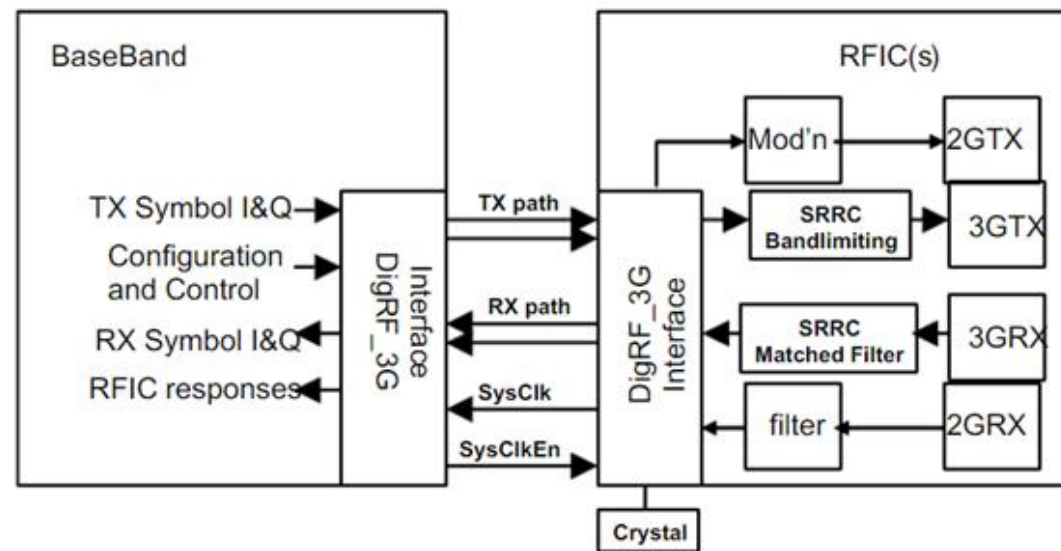 BaseBand
RFIC(s)
Mod'n
2GTX
TX Symbol I&Q
TX path
SRRC
Bandlimiting
3GTX
Configuration
and Control
Interface
DigRF_3G
DigRF_3G
Interface
RX path
RX Symbol I&Q
SRRC
Matched Filter
3GRX
RFIC responses
SysClk
filter
2GRX
SysClkEn
Crystal